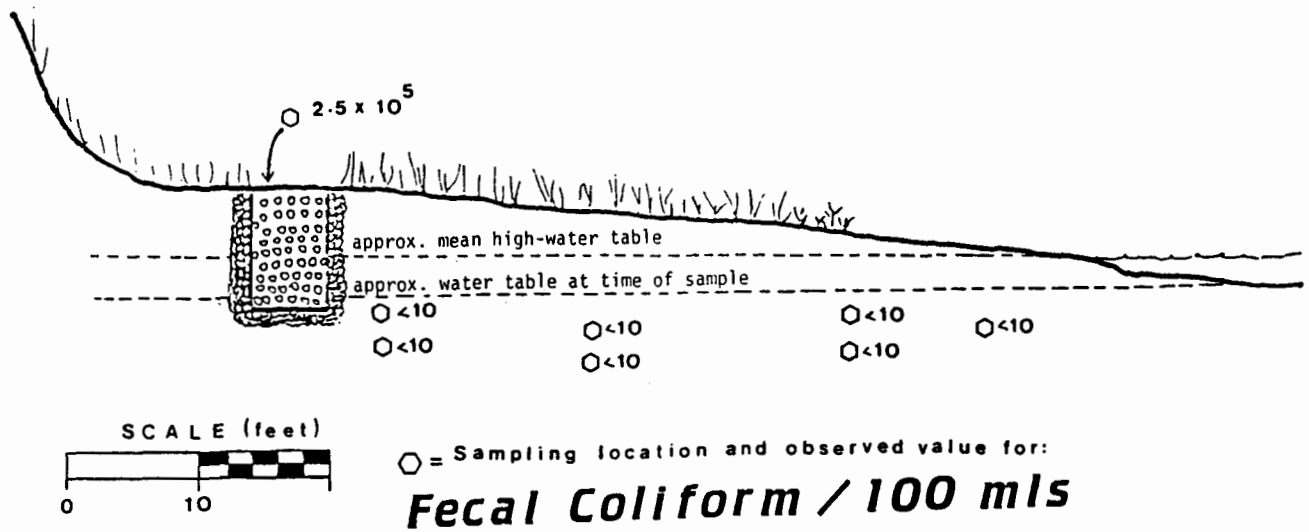 2.5 x 10^5
approx. mean high-water table
approx. water table at time of sample
<10
<10
<10
<10
<10
<10
<10
SCALE (feet)
0 10
= Sampling location and observed value for:
Fecal Coliform / 100 mls